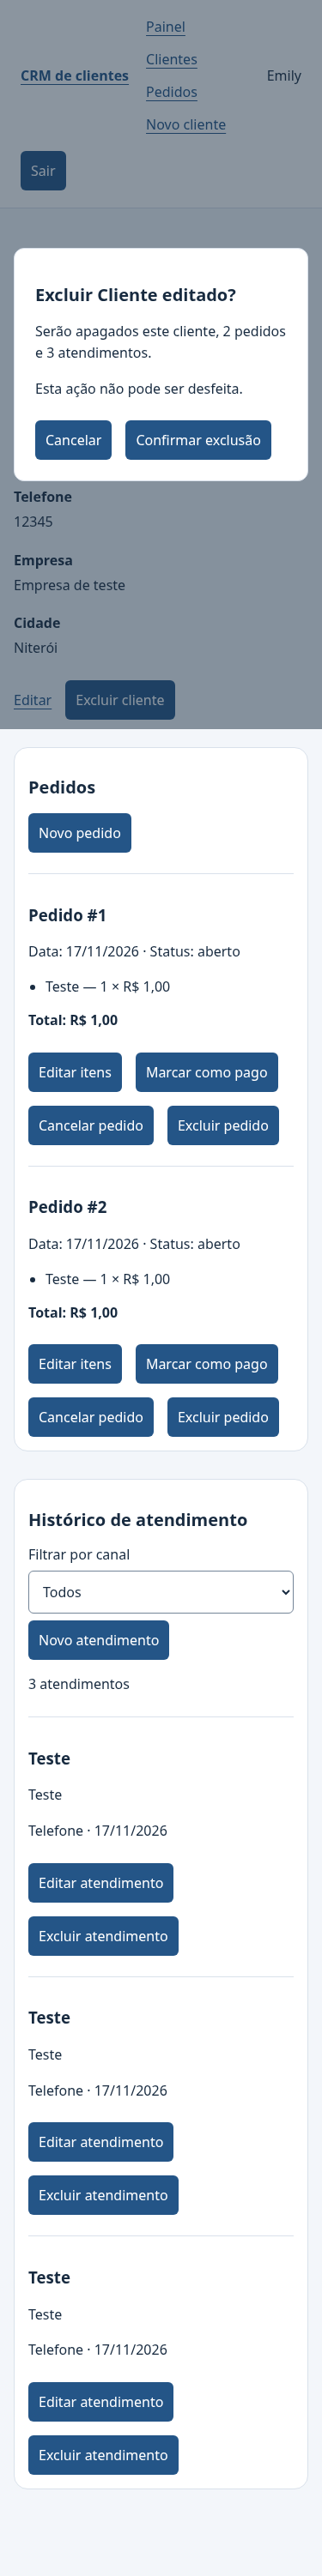 Painel
Clientes
CRM de clientes
Emily
Pedidos
Novo cliente
Sair
Excluir Cliente editado?
Serão apagados este cliente, 2 pedidos
e 3 atendimentos.
Esta ação não pode ser desfeita.
Cancelar
Confirmar exclusão
Telefone
12345
Empresa
Empresa de teste
Cidade
Niterói
Editar
Excluir cliente
Pedidos
Novo pedido
Pedido #1
Data: 17/11/2026 · Status: aberto
• Teste — 1 × R$ 1,00
Total: R$ 1,00
Editar itens
Marcar como pago
Cancelar pedido
Excluir pedido
Pedido #2
Data: 17/11/2026 · Status: aberto
• Teste — 1 × R$ 1,00
Total: R$ 1,00
Editar itens
Marcar como pago
Cancelar pedido
Excluir pedido
Histórico de atendimento
Filtrar por canal
Todos
Novo atendimento
3 atendimentos
Teste
Teste
Telefone · 17/11/2026
Editar atendimento
Excluir atendimento
Teste
Teste
Telefone · 17/11/2026
Editar atendimento
Excluir atendimento
Teste
Teste
Telefone · 17/11/2026
Editar atendimento
Excluir atendimento